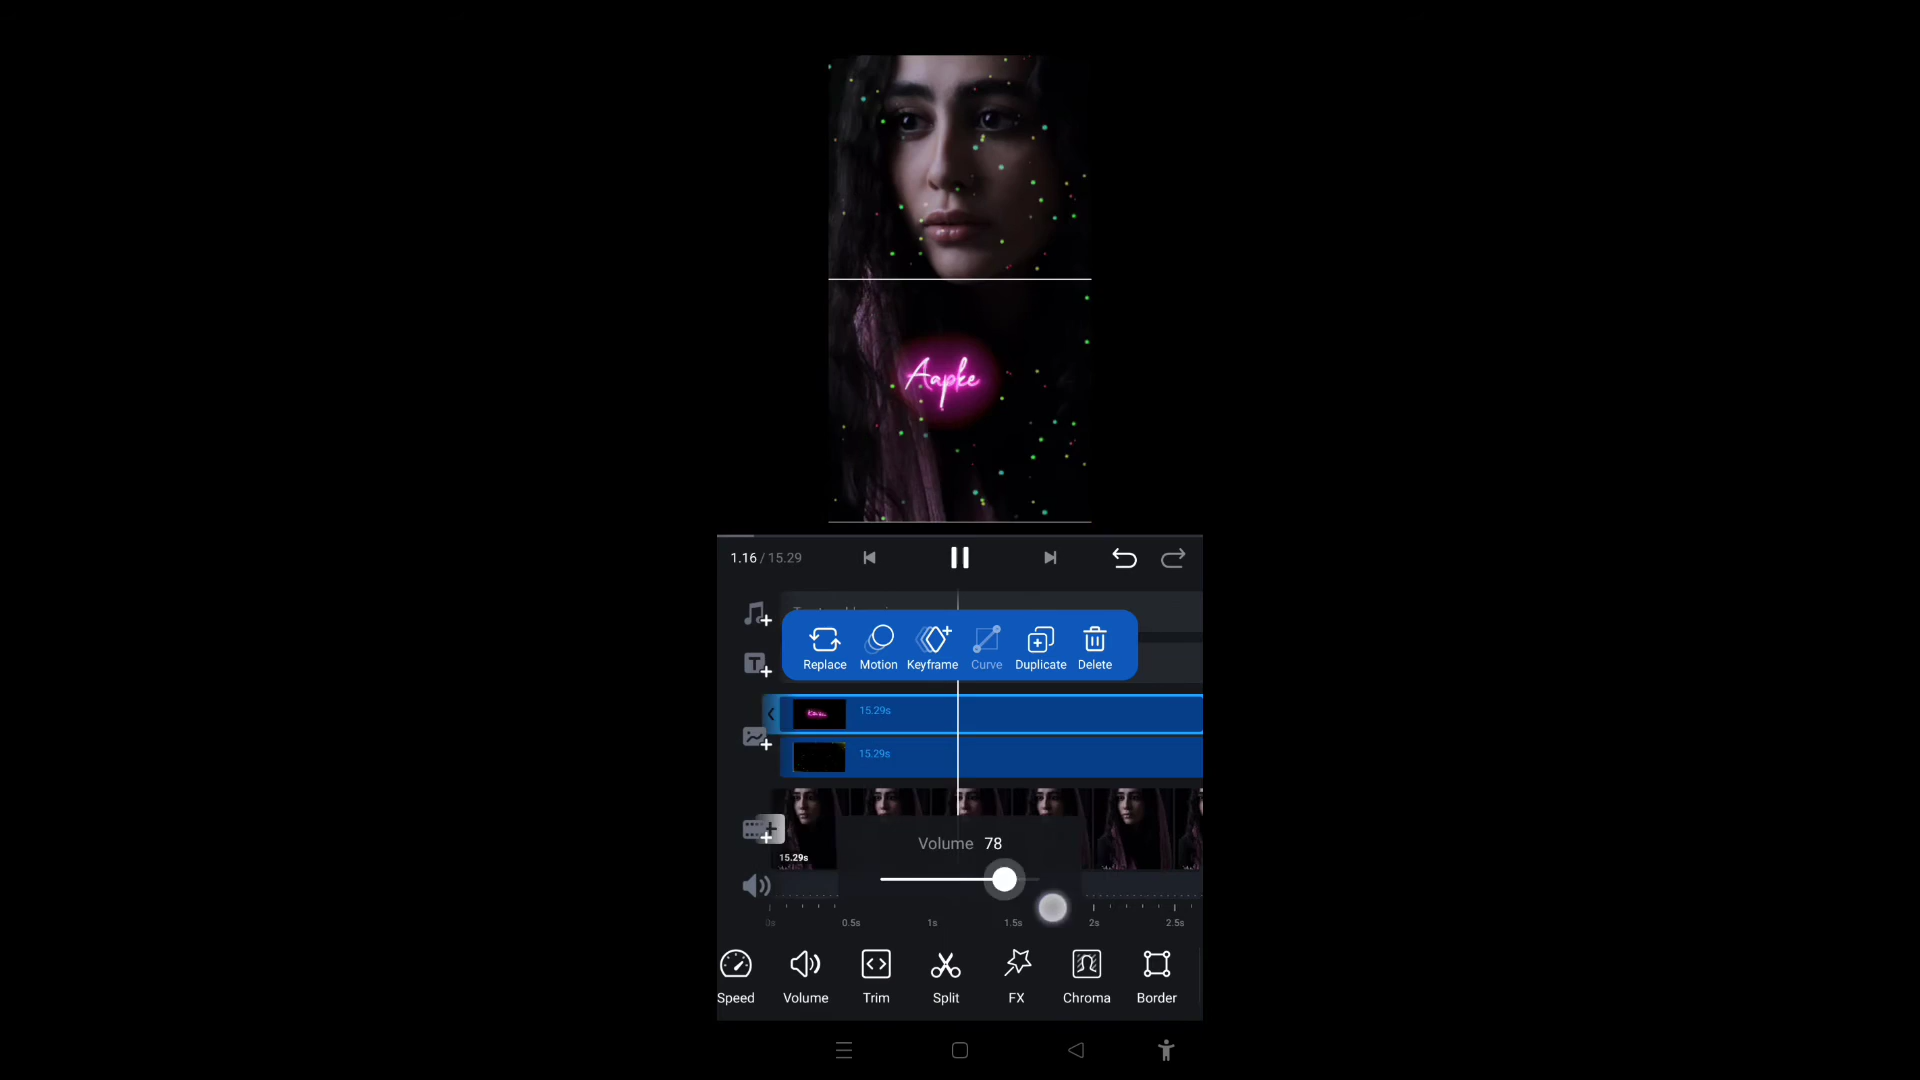 Aapke
1.16 / 15.29
T
Replace Motion Keyframe Curve Duplicate Delete
15.29s
15.29s
15.29s
Volume 78
0s 0.5s 1s 1.5s 2s 2.5s
Speed Volume Trim Split FX Chroma Border